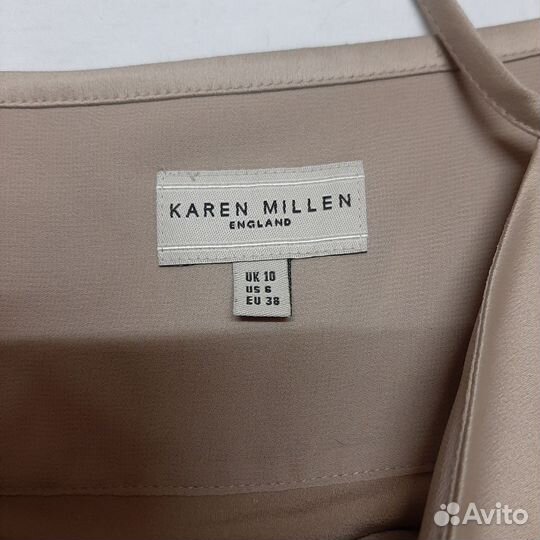 KAREN MILLEN
ENGLAND
UK 10
US 6
EU 38
Avito